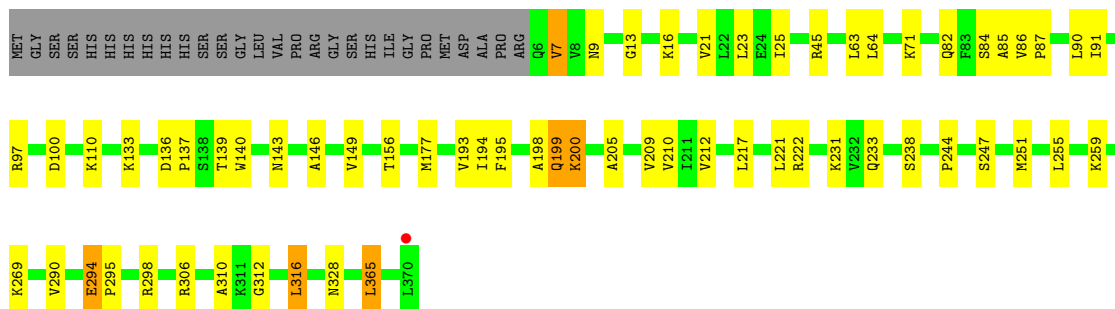 MET GLY SER SER HIS HIS HIS HIS HIS HIS SER SER GLY LEU VAL PRO ARG GLY SER HIS ILE GLY PRO MET ASP ALA PRO ARG Q6 V7 V8 N9 G13 K16 V21 L22 L23 E24 I25 R45 L63 L64 K71 Q82 F83 S84 A85 V86 P87 L90 I91
R97 D100 K110 K133 D136 P137 S138 T139 W140 N143 A146 V149 T156 M177 V193 I194 F195 A198 Q199 K200 A205 V209 V210 I211 V212 L217 L221 R222 K231 V232 Q233 S238 P244 S247 M251 L255 K259
K269 V290 E294 P295 R298 R306 A310 K311 G312 L316 N328 L365 L370